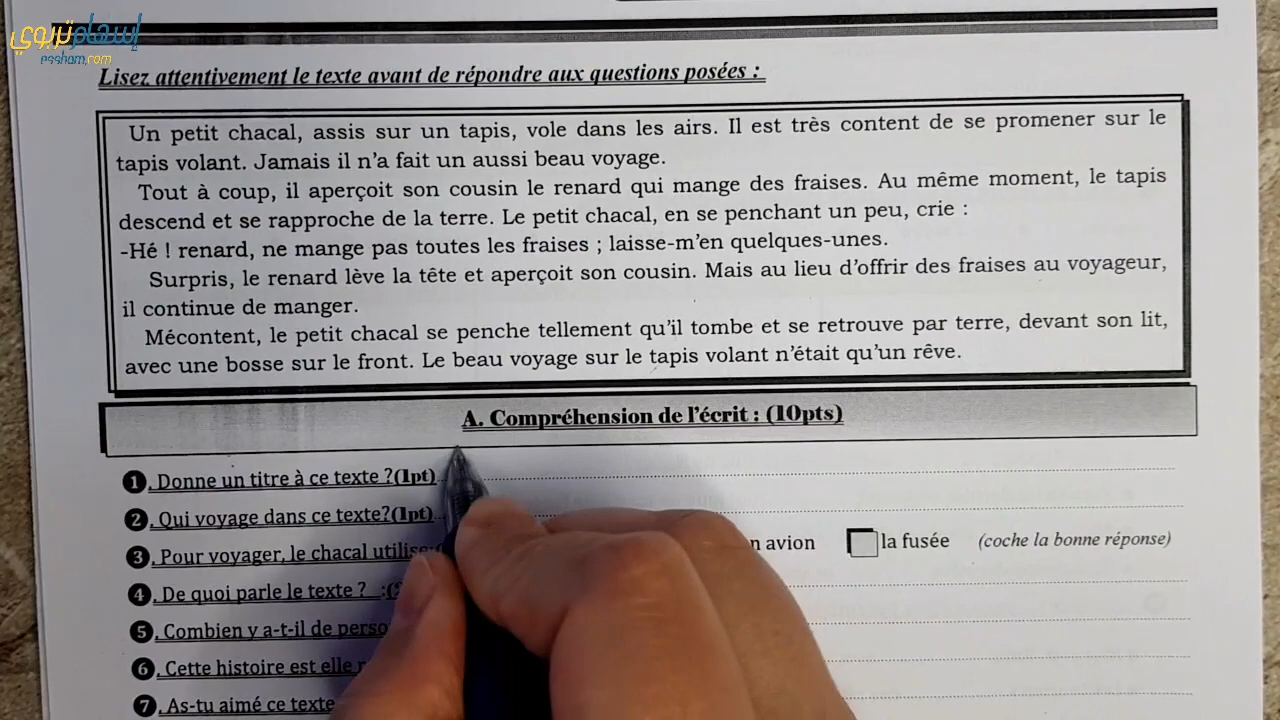 إسهام تربوي
essham.com
Lisez attentivement le texte avant de répondre aux questions posées :
Un petit chacal, assis sur un tapis, vole dans les airs. Il est très content de se promener sur le
tapis volant. Jamais il n'a fait un aussi beau voyage.
Tout à coup, il aperçoit son cousin le renard qui mange des fraises. Au même moment, le tapis
descend et se rapproche de la terre. Le petit chacal, en se penchant un peu, crie :
-Hé ! renard, ne mange pas toutes les fraises ; laisse-m'en quelques-unes.
Surpris, le renard lève la tête et aperçoit son cousin. Mais au lieu d'offrir des fraises au voyageur,
il continue de manger.
Mécontent, le petit chacal se penche tellement qu'il tombe et se retrouve par terre, devant son lit,
avec une bosse sur le front. Le beau voyage sur le tapis volant n'était qu'un rêve.
A. Compréhension de l'écrit : (10pts)
1. Donne un titre à ce texte ?(1pt)
2. Qui voyage dans ce texte?(1pt)
3. Pour voyager, le chacal utilise avion la fusée (coche la bonne réponse)
4. De quoi parle le texte ? :
5. Combien y a-t-il de
6. Cette histoire est elle
7. As-tu aimé ce texte